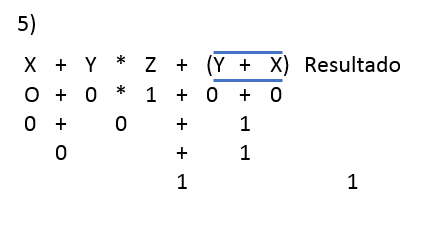 5)
X + Y * Z + (Y + X) Resultado
O + 0 * 1 + 0 + 0
0 + 0 + 1
0 + 1
1 1